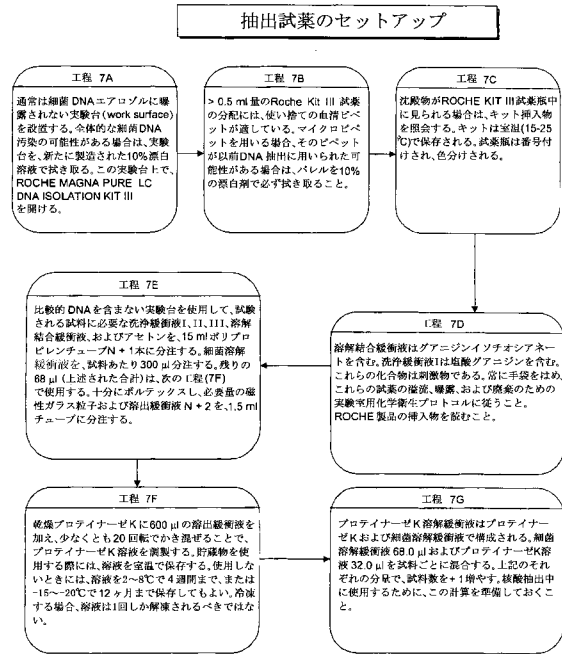 抽出試薬のセットアップ
工程 7A
通常は細菌 DNAエアロゾルに曝
露されない実験台(work surface)
を設置する。全体的な細菌DNA
汚染の可能性がある場合は、実験
台を、新たに製造された10%漂白
溶液で拭き取る。この実験台上で、
ROCHE MAGNA PURE LC
DNA ISOLATION KIT III
を開ける。
工程 7B
> 0.5 ml量のRoche Kit III 試薬
の分配には、使い捨ての血清ピペ
ットが適している。マイクロピペ
ットを用いる場合、そのピペット
が以前DNA 抽出に用いられた可
能性がある場合は、バレルを10%
の漂白剤で必ず拭き取ること。
工程 7C
沈殿物がROCHE KIT III試薬瓶中
に見られる場合は、キット挿入物
を照会する。キットは室温(15-25
℃)で保存される。試薬瓶は番号付
けされ、色分けされる。
工程 7D
溶解結合緩衝液はグアニジンイソチオシアネー
トを含む。洗浄緩衝液Iは塩酸グアニジンを含む。
これらの化合物は刺激物である。常に手袋をはめ、
これらの試薬の溢流、曝露、および廃棄のための
実験室用化学衛生プロトコルに従うこと。
ROCHE 製品の挿入物を読むこと。
工程 7E
比較的 DNAを含まない実験台を使用して、試験
される試料に必要な洗浄緩衝液I、II、III、溶解
結合緩衝液、およびアセトンを、15 mlポリプ
ロピレンチューブN + 1本に分注する。細菌溶解
緩衝液を、試料あたり 300 μl 分注する。残りの
68 μl (上述された合計)は、次の工程(7F)
で使用する。十分にボルテックスし、必要量の磁
性ガラス粒子および溶出緩衝液 N + 2 を、1.5 ml
チューブに分注する。
工程 7F
乾燥プロテイナーゼKに600 μlの溶出緩衝液を
加え、少なくとも 20 回転でかき混ぜることで、
プロテイナーゼK溶液を調製する。貯蔵物を使
用する際には、溶液を室温で保存する。使用しな
いときには、溶液を2~8℃で 4 週間まで、または
-15~-20℃で 12 ヶ月まで保存してもよい。冷凍
する場合、溶液は1回しか解凍されるべきではな
い。
工程 7G
プロテイナーゼK溶解緩衝液はプロテイナー
ゼKおよび細菌溶解緩衝液で構成される。細菌
溶解緩衝液 68.0 μlおよびプロテイナーゼK溶
液 32.0 μlを試料ごとに混合する。上記のそれ
ぞれの分量で、試料数を+ 1増やす。核酸抽出中
に使用するために、この計算を準備しておくこ
と。